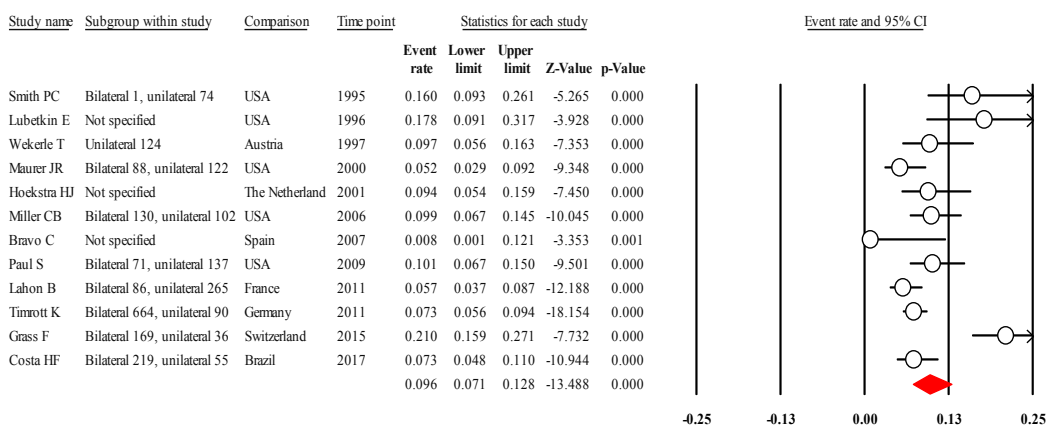 Study name Subgroup within study Comparison Time point Statistics for each study Event rate and 95% CI
Event Lower Upper
rate limit limit Z-Value p-Value
Smith PC Bilateral 1, unilateral 74 USA 1995 0.160 0.093 0.261 -5.265 0.000
Lubetkin E Not specified USA 1996 0.178 0.091 0.317 -3.928 0.000
Wekerle T Unilateral 124 Austria 1997 0.097 0.056 0.163 -7.353 0.000
Maurer JR Bilateral 88, unilateral 122 USA 2000 0.052 0.029 0.092 -9.348 0.000
Hoekstra HJ Not specified The Netherland 2001 0.094 0.054 0.159 -7.450 0.000
Miller CB Bilateral 130, unilateral 102 USA 2006 0.099 0.067 0.145 -10.045 0.000
Bravo C Not specified Spain 2007 0.008 0.001 0.121 -3.353 0.001
Paul S Bilateral 71, unilateral 137 USA 2009 0.101 0.067 0.150 -9.501 0.000
Lahon B Bilateral 86, unilateral 265 France 2011 0.057 0.037 0.087 -12.188 0.000
Timrott K Bilateral 664, unilateral 90 Germany 2011 0.073 0.056 0.094 -18.154 0.000
Grass F Bilateral 169, unilateral 36 Switzerland 2015 0.210 0.159 0.271 -7.732 0.000
Costa HF Bilateral 219, unilateral 55 Brazil 2017 0.073 0.048 0.110 -10.944 0.000
0.096 0.071 0.128 -13.488 0.000
-0.25 -0.13 0.00 0.13 0.25